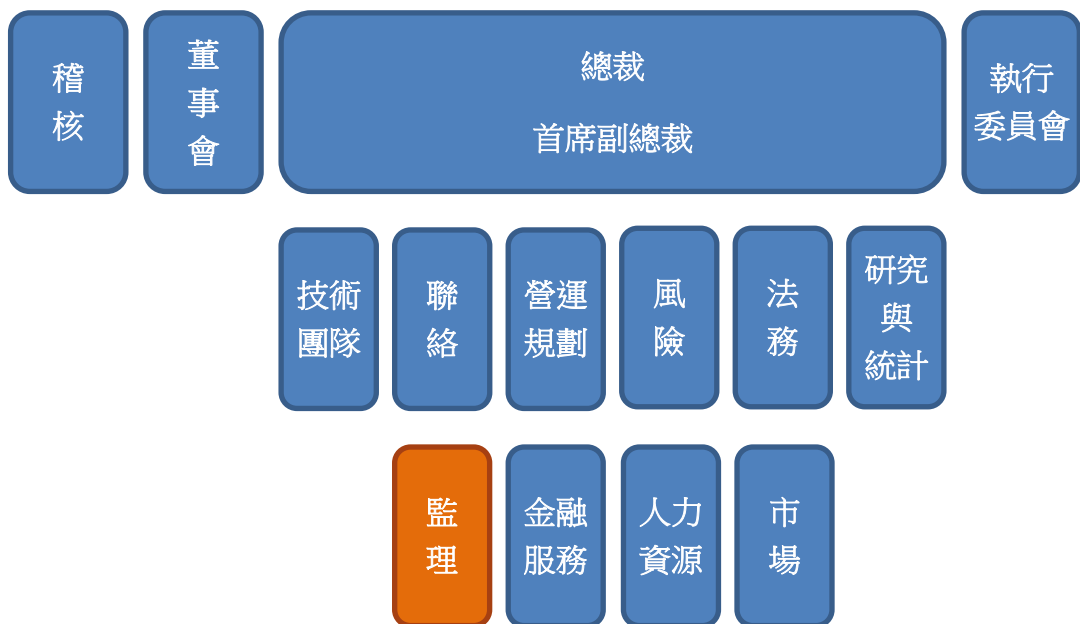 稽
核
董
事
會
總裁
首席副總裁
執行
委員會
技術
團隊
聯
絡
營運
規劃
風
險
法
務
研究
與
統計
監
理
金融
服務
人力
資源
市
場